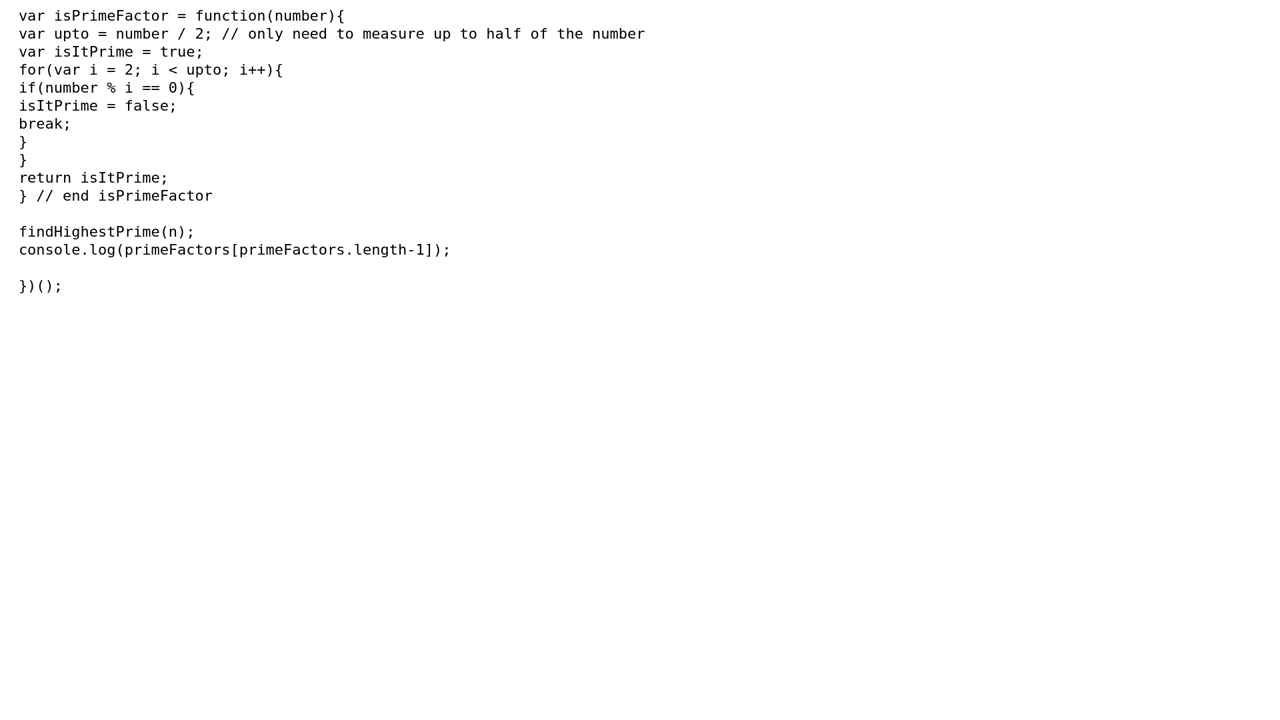 var isPrimeFactor = function(number){
var upto = number / 2; // only need to measure up to half of the number
var isItPrime = true;
for(var i = 2; i < upto; i++){
if(number % i == 0){
isItPrime = false;
break;
}
}
return isItPrime;
} // end isPrimeFactor

findHighestPrime(n);
console.log(primeFactors[primeFactors.length-1]);

})();